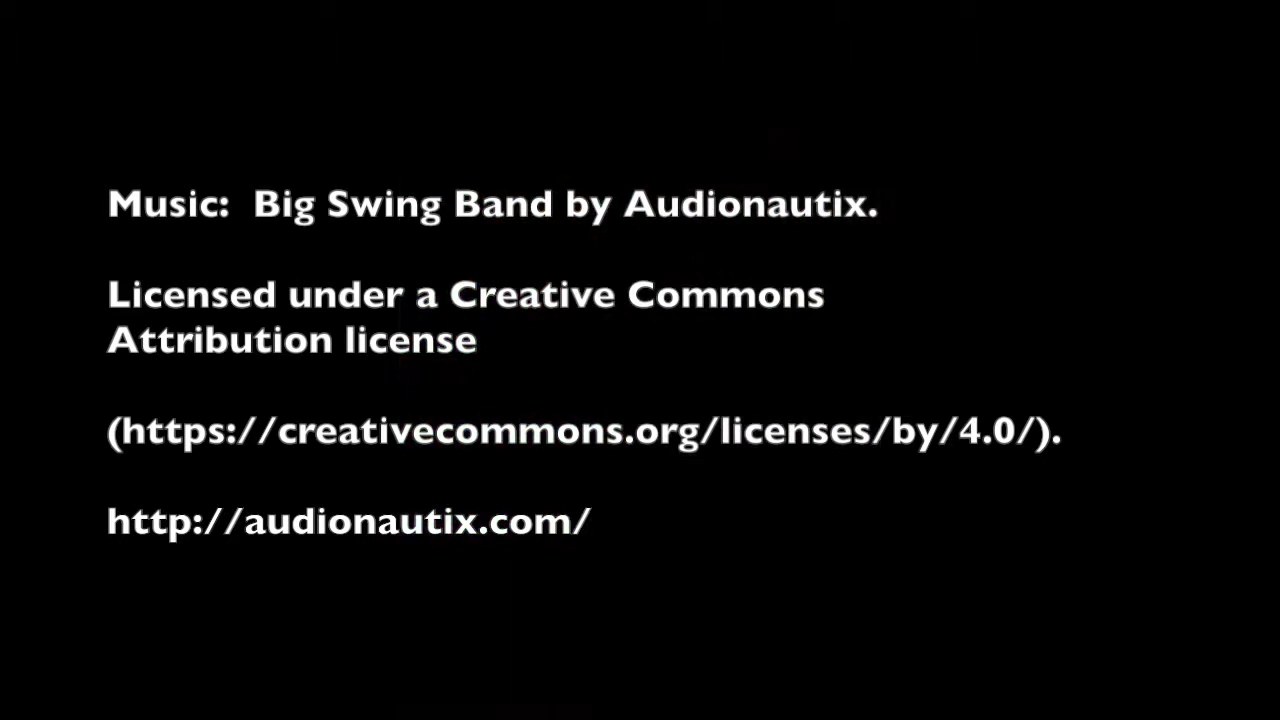 Music:  Big Swing Band by Audionautix.
Licensed under a Creative Commons
Attribution license
(https://creativecommons.org/licenses/by/4.0/).
http://audionautix.com/